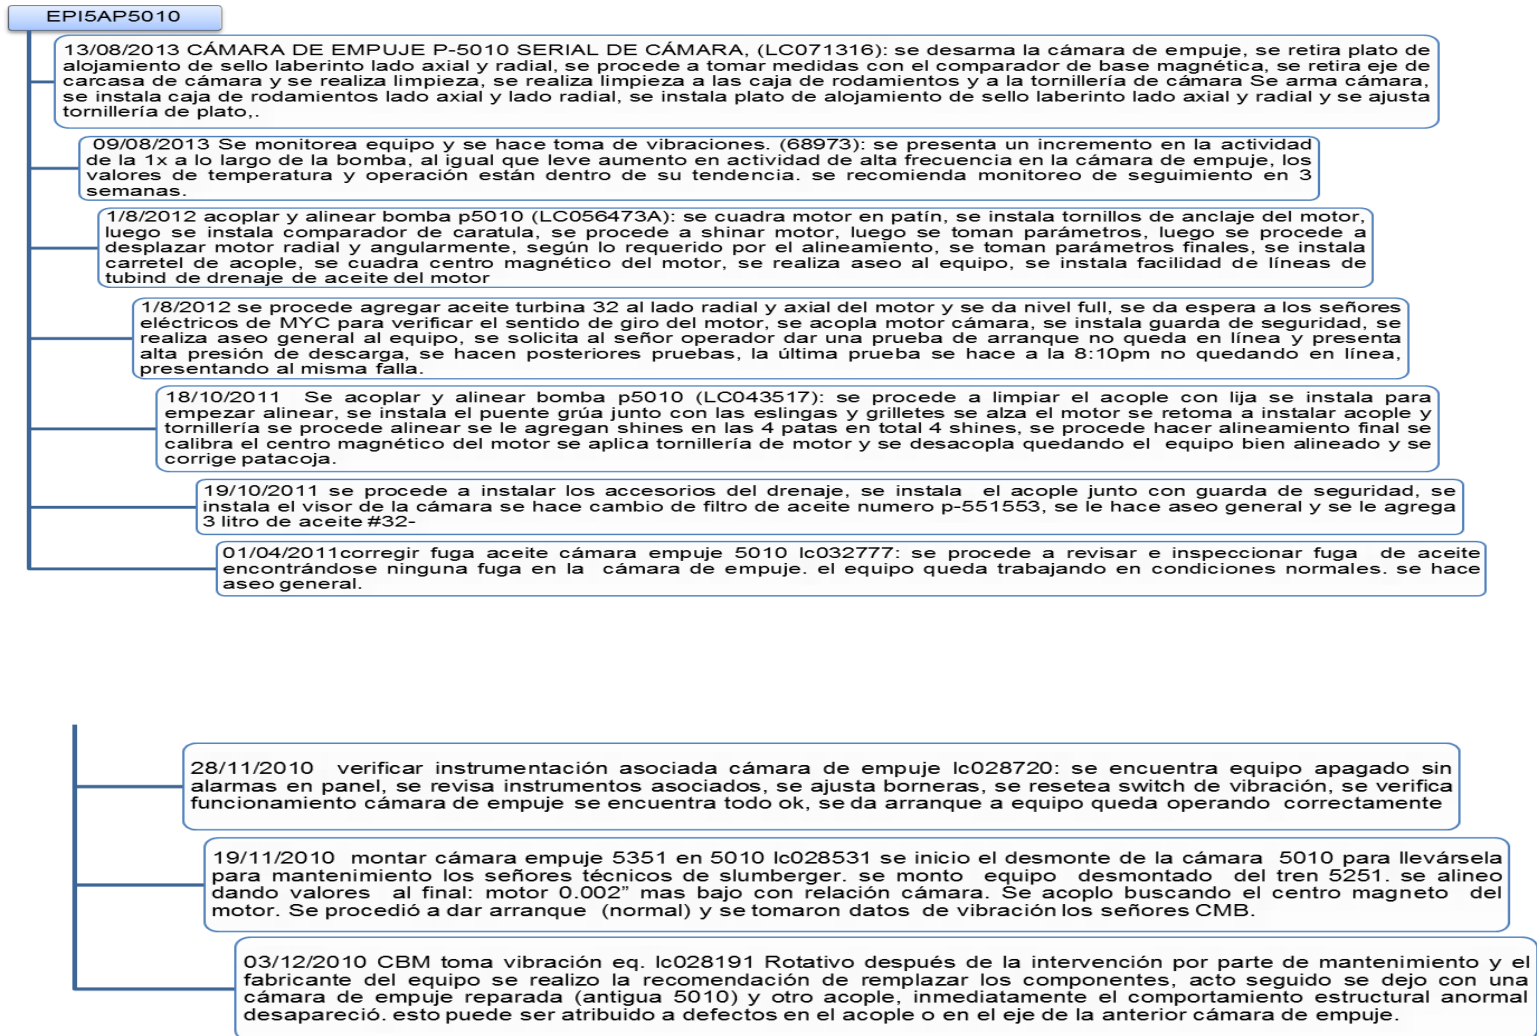 EPI5AP5010
13/08/2013 CÁMARA DE EMPUJE P-5010 SERIAL DE CÁMARA, (LC071316): se desarma la cámara de empuje, se retira plato de
alojamiento de sello laberinto lado axial y radial, se procede a tomar medidas con el comparador de base magnética, se retira eje de
carcasa de cámara y se realiza limpieza, se realiza limpieza a las caja de rodamientos y a la tornillería de cámara Se arma cámara,
se instala caja de rodamientos lado axial y lado radial, se instala plato de alojamiento de sello laberinto lado axial y radial y se ajusta
tornillería de plato,.
09/08/2013 Se monitorea equipo y se hace toma de vibraciones. (68973): se presenta un incremento en la actividad
de la 1x a lo largo de la bomba, al igual que leve aumento en actividad de alta frecuencia en la cámara de empuje, los
valores de temperatura y operación están dentro de su tendencia. se recomienda monitoreo de seguimiento en 3
semanas.
1/8/2012 acoplar y alinear bomba p5010 (LC056473A): se cuadra motor en patín, se instala tornillos de anclaje del motor,
luego se instala comparador de caratula, se procede a shinar motor, luego se toman parámetros, luego se procede a
desplazar motor radial y angularmente, según lo requerido por el alineamiento, se toman parámetros finales, se instala
carretel de acople, se cuadra centro magnético del motor, se realiza aseo al equipo, se instala facilidad de líneas de
tubind de drenaje de aceite del motor
1/8/2012 se procede agregar aceite turbina 32 al lado radial y axial del motor y se da nivel full, se da espera a los señores
eléctricos de MYC para verificar el sentido de giro del motor, se acopla motor cámara, se instala guarda de seguridad, se
realiza aseo general al equipo, se solicita al señor operador dar una prueba de arranque no queda en línea y presenta
alta presión de descarga, se hacen posteriores pruebas, la última prueba se hace a la 8:10pm no quedando en línea,
presentando al misma falla.
18/10/2011 Se acoplar y alinear bomba p5010 (LC043517): se procede a limpiar el acople con lija se instala para
empezar alinear, se instala el puente grúa junto con las eslingas y grilletes se alza el motor se retoma a instalar acople y
tornillería se procede alinear se le agregan shines en las 4 patas en total 4 shines, se procede hacer alineamiento final se
calibra el centro magnético del motor se aplica tornillería de motor y se desacopla quedando el equipo bien alineado y se
corrige patacoja.
19/10/2011 se procede a instalar los accesorios del drenaje, se instala el acople junto con guarda de seguridad, se
instala el visor de la cámara se hace cambio de filtro de aceite numero p-551553, se le hace aseo general y se le agrega
3 litro de aceite #32-
01/04/2011corregir fuga aceite cámara empuje 5010 lc032777: se procede a revisar e inspeccionar fuga de aceite
encontrándose ninguna fuga en la cámara de empuje. el equipo queda trabajando en condiciones normales. se hace
aseo general.
28/11/2010 verificar instrumentación asociada cámara de empuje lc028720: se encuentra equipo apagado sin
alarmas en panel, se revisa instrumentos asociados, se ajusta borneras, se resetea switch de vibración, se verifica
funcionamiento cámara de empuje se encuentra todo ok, se da arranque a equipo queda operando correctamente
19/11/2010 montar cámara empuje 5351 en 5010 lc028531 se inicio el desmonte de la cámara 5010 para llevársela
para mantenimiento los señores técnicos de slumberger. se monto equipo desmontado del tren 5251. se alineo
dando valores al final: motor 0.002” mas bajo con relación cámara. Se acoplo buscando el centro magneto del
motor. Se procedió a dar arranque (normal) y se tomaron datos de vibración los señores CMB.
03/12/2010 CBM toma vibración eq. lc028191 Rotativo después de la intervención por parte de mantenimiento y el
fabricante del equipo se realizo la recomendación de remplazar los componentes, acto seguido se dejo con una
cámara de empuje reparada (antigua 5010) y otro acople, inmediatamente el comportamiento estructural anormal
desapareció. esto puede ser atribuido a defectos en el acople o en el eje de la anterior cámara de empuje.